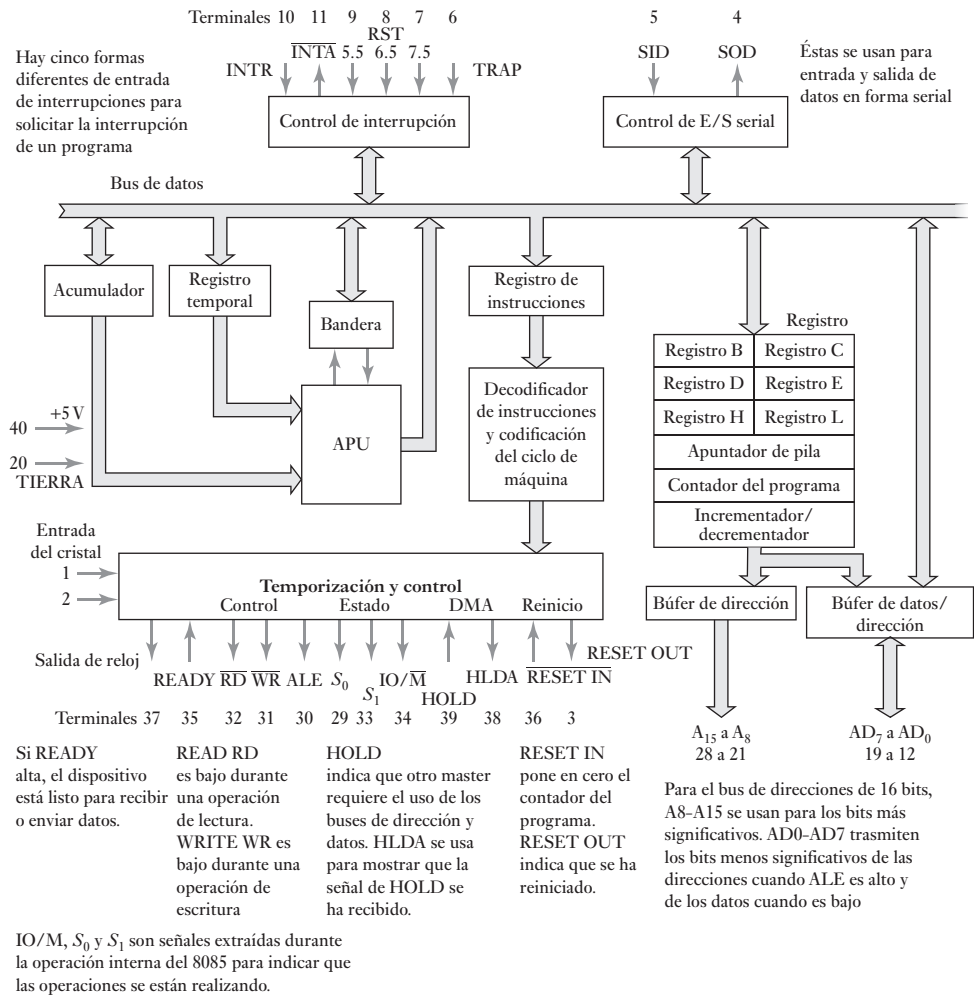 Terminales 10 11 9 8 7 6
RST
INTA 5.5 6.5 7.5
INTR
TRAP
Hay cinco formas
diferentes de entrada
de interrupciones para
solicitar la interrupción
de un programa
Control de interrupción
5 4
SID SOD
Control de E/S serial
Éstas se usan para
entrada y salida de
datos en forma serial
Bus de datos
Acumulador
Registro
temporal
Bandera
APU
+5 V
40
20
TIERRA
Registro de
instrucciones
Decodificador
de instrucciones
y codificación
del ciclo de
máquina
Registro
Registro B Registro C
Registro D Registro E
Registro H Registro L
Apuntador de pila
Contador del programa
Incrementador/
decrementador
Entrada
del cristal
1
2
Temporización y control
Control Estado DMA Reinicio
Búfer de dirección
Búfer de datos/
dirección
Salida de reloj
READY RD WR ALE S0 S1 IO/M HOLD HLDA RESET IN RESET OUT
Terminales 37 35 32 31 30 29 33 34 39 38 36 3
A15 a A8
28 a 21
AD7 a AD0
19 a 12
Si READY
alta, el dispositivo
está listo para recibir
o enviar datos.
READ RD
es bajo durante
una operación
de lectura.
WRITE WR es
bajo durante una
operación de
escritura
HOLD
indica que otro master
requiere el uso de los
buses de dirección y
datos. HLDA se usa
para mostrar que la
señal de HOLD se
ha recibido.
RESET IN
pone en cero el
contador del
programa.
RESET OUT
indica que se ha
reiniciado.
Para el bus de direcciones de 16 bits,
A8-A15 se usan para los bits más
significativos. AD0-AD7 trasmiten
los bits menos significativos de las
direcciones cuando ALE es alto y
de los datos cuando es bajo
IO/M, S0 y S1 son señales extraídas durante
la operación interna del 8085 para indicar que
las operaciones se están realizando.